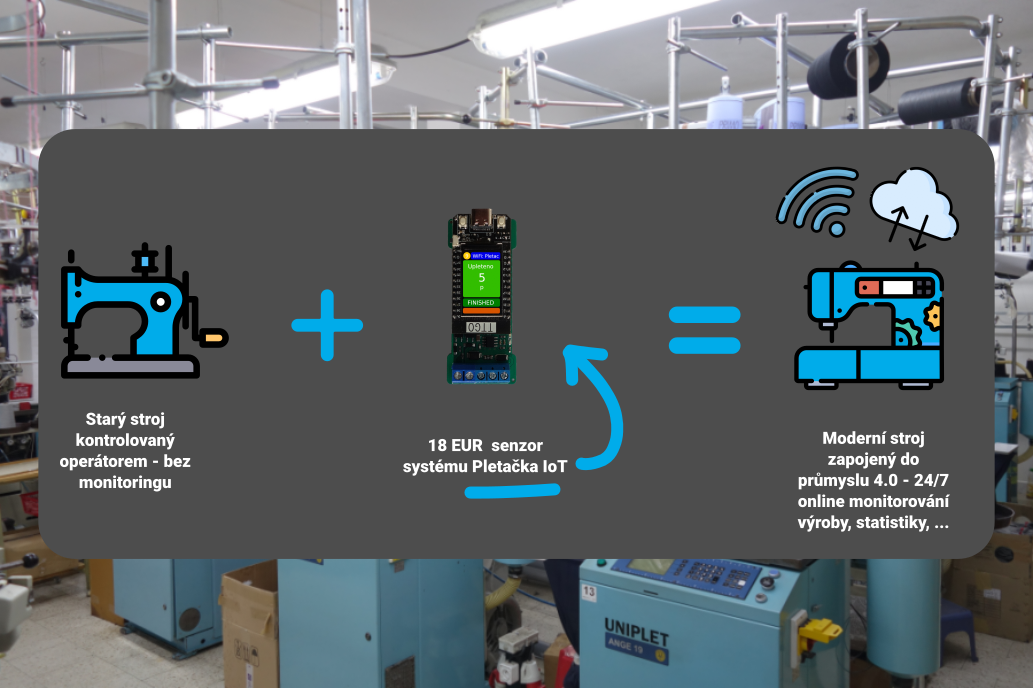 WiFi: Pletac
Upleteno
5
P
FINISHED
TTGO
Starý stroj
kontrolovaný
operátorem - bez
monitoringu
18 EUR senzor
systému Pletačka IoT
Moderní stroj
zapojený do
průmyslu 4.0 - 24/7
online monitorování
výroby, statistiky, ...
13
UNIPLET
ANGE 19